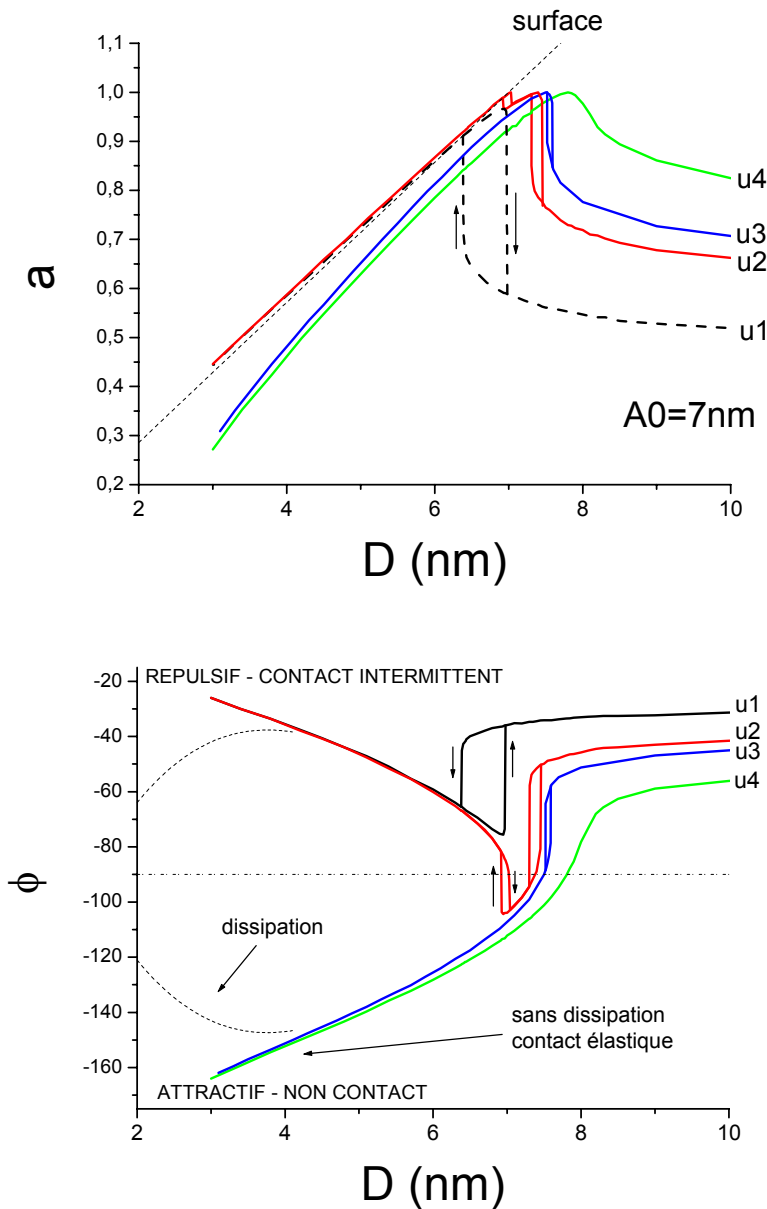 surface
1,1
1,0
0,9
0,8
0,7
0,6
0,5
0,4
0,3
0,2
a
u4
u3
u2
u1
A0=7nm
2
4
6
8
10
D (nm)
REPULSIF - CONTACT INTERMITTENT
-20
-40
-60
-80
-100
-120
-140
-160
ϕ
u1
u2
u3
u4
dissipation
sans dissipation
contact élastique
ATTRACTIF - NON CONTACT
2
4
6
8
10
D (nm)